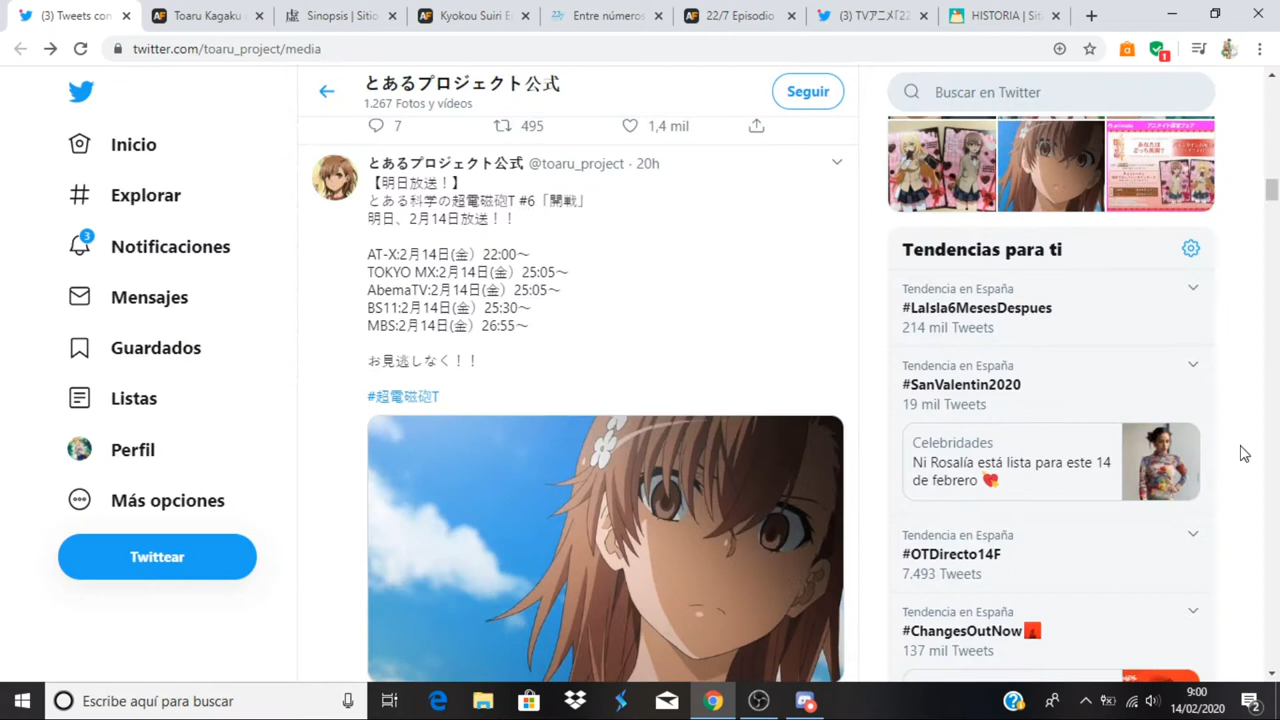 (3) Tweets con
Toaru Kagaku
Sinopsis | Sitio
Kyokou Suiri E
Entre números
22/7 Episodio
(3) TVアニメ「22
HISTORIA | Sit
twitter.com/toaru_project/media
1
Inicio
Explorar
3
Notificaciones
Mensajes
Guardados
Listas
Perfil
Más opciones
Twittear
とあるプロジェクト公式
1.267 Fotos y vídeos
Seguir
7
495
1,4 mil
とあるプロジェクト公式 @toaru_project · 20h
【明日放送！】
とある科学の超電磁砲T #6「開戦」
明日、2月14日放送！！
AT-X:2月14日(金）22:00～
TOKYO MX:2月14日(金）25:05～
AbemaTV:2月14日(金）25:05～
BS11:2月14日(金）25:30～
MBS:2月14日(金）26:55～
お見逃しなく！！
#超電磁砲T
Buscar en Twitter
Tendencias para ti
Tendencia en España
#LaIsla6MesesDespues
214 mil Tweets
Tendencia en España
#SanValentin2020
19 mil Tweets
Celebridades
Ni Rosalía está lista para este 14
de febrero 💘
Tendencia en España
#OTDirecto14F
7.493 Tweets
Tendencia en España
#ChangesOutNow
137 mil Tweets
Escribe aquí para buscar
9:00
14/02/2020
2